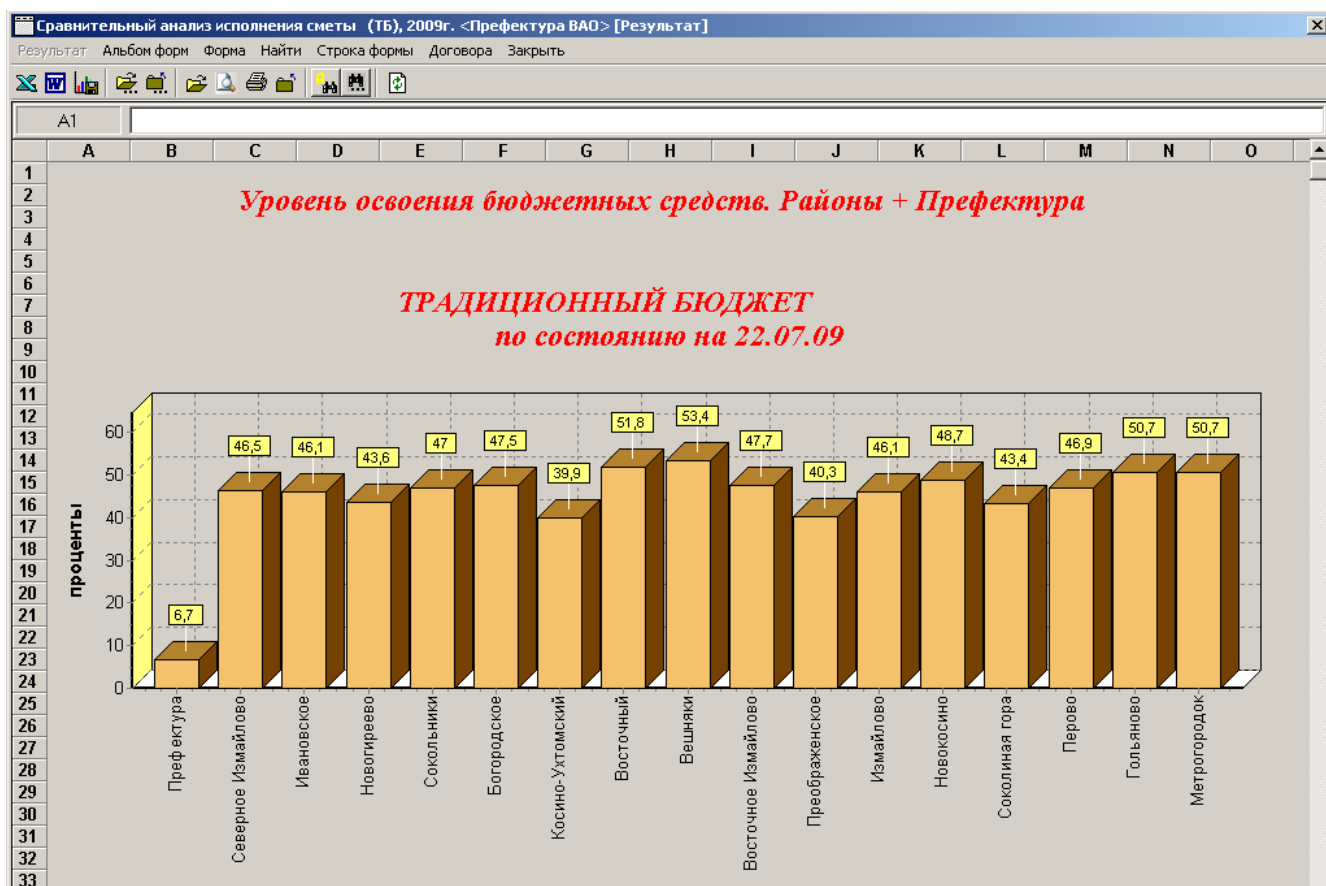 Сравнительный анализ исполнения сметы (ТБ), 2009г. <Префектура ВАО> [Результат]
Результат Альбом форм Форма Найти Строка формы Договора Закрыть
A1
A B C D E F G H I J K L M N O
1
2
3
4
5
6
7
8
9
10
11
12
13
14
15
16
17
18
19
20
21
22
23
24
25
26
27
28
29
30
31
32
33
Уровень освоения бюджетных средств. Районы + Префектура
ТРАДИЦИОННЫЙ БЮДЖЕТ
по состоянию на 22.07.09
проценты
60
50
40
30
20
10
0
6,7
46,5
46,1
43,6
47
47,5
39,9
51,8
53,4
47,7
40,3
46,1
48,7
43,4
46,9
50,7
50,7
Префектура
Северное Измайлово
Ивановское
Новогиреево
Сокольники
Богородское
Косино-Ухтомский
Восточный
Вешняки
Восточное Измайлово
Преображенское
Измайлово
Новокосино
Соколиная гора
Перово
Гольяново
Метрогородок